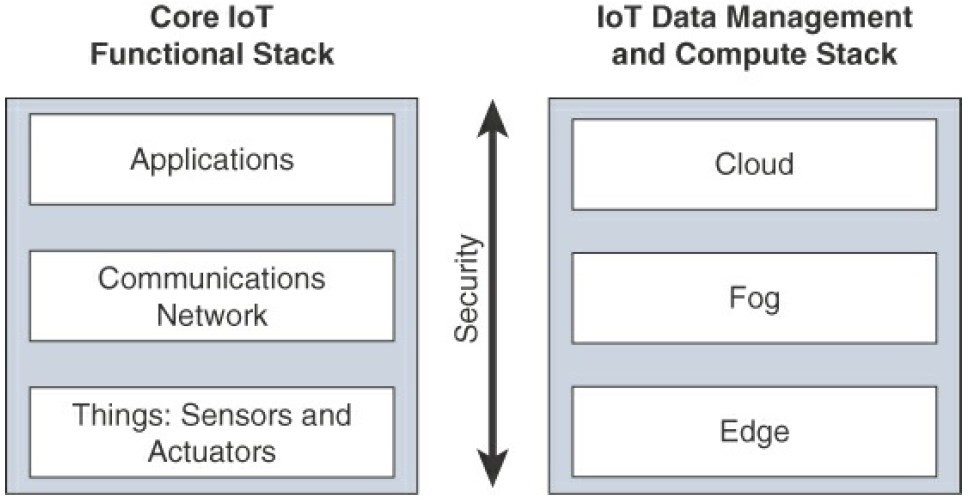 Core IoT
Functional Stack
Applications
Communications
Network
Things: Sensors and
Actuators
Security
IoT Data Management
and Compute Stack
Cloud
Fog
Edge